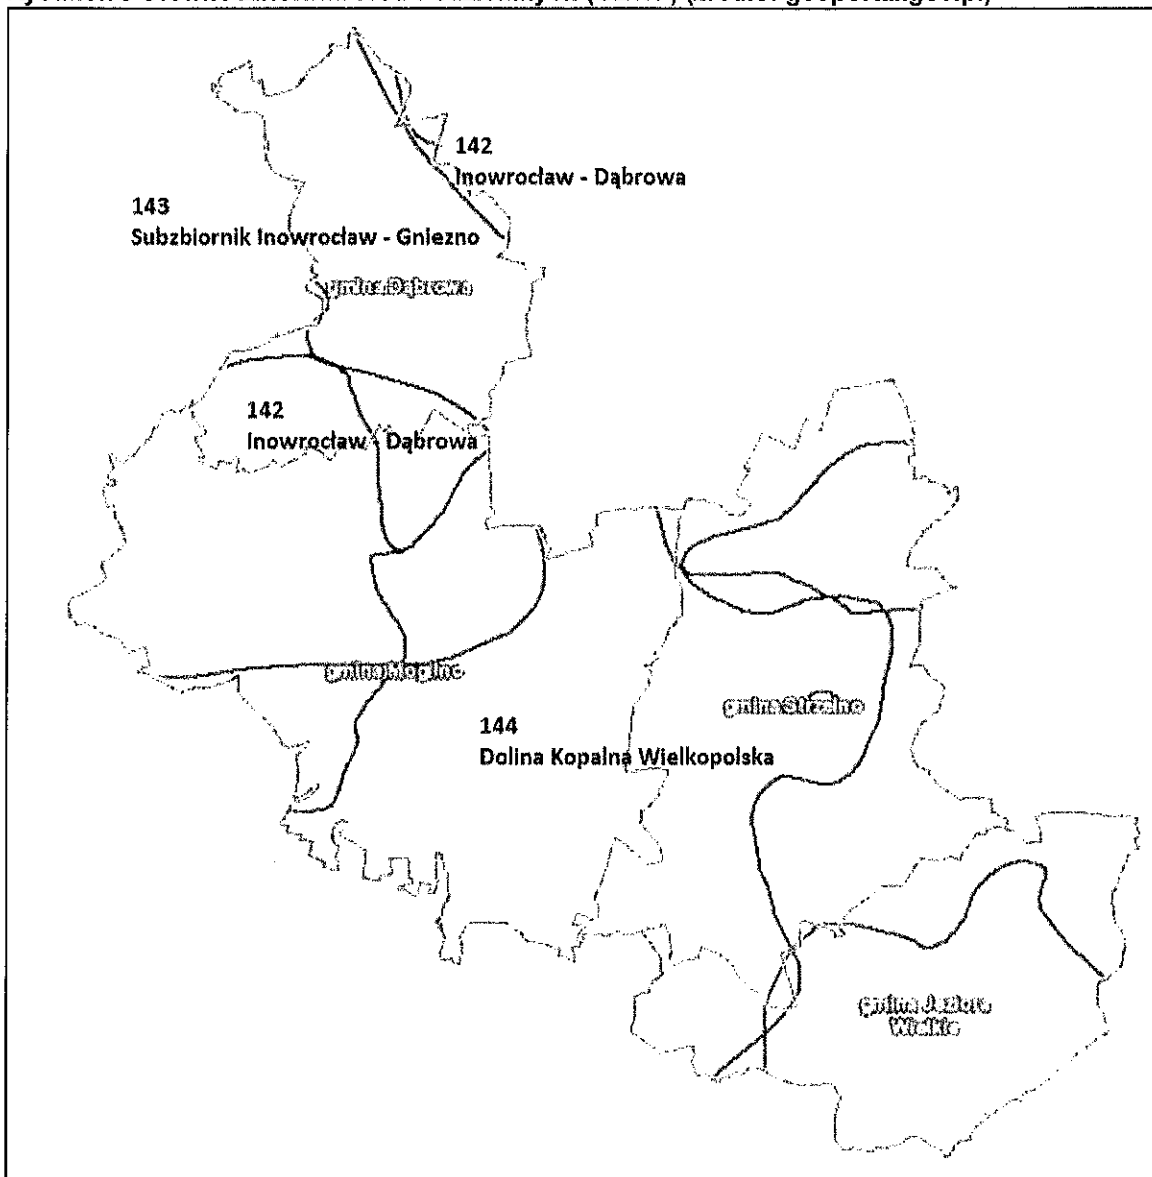 142
Inowrocław - Dąbrowa
143
Subzbiornik Inowrocław - Gniezno
gmina Dąbrowa
142
Inowrocław - Dąbrowa
gmina Mogilno
gmina Strzelno
144
Dolina Kopalna Wielkopolska
gmina Jeziora
Wielkie